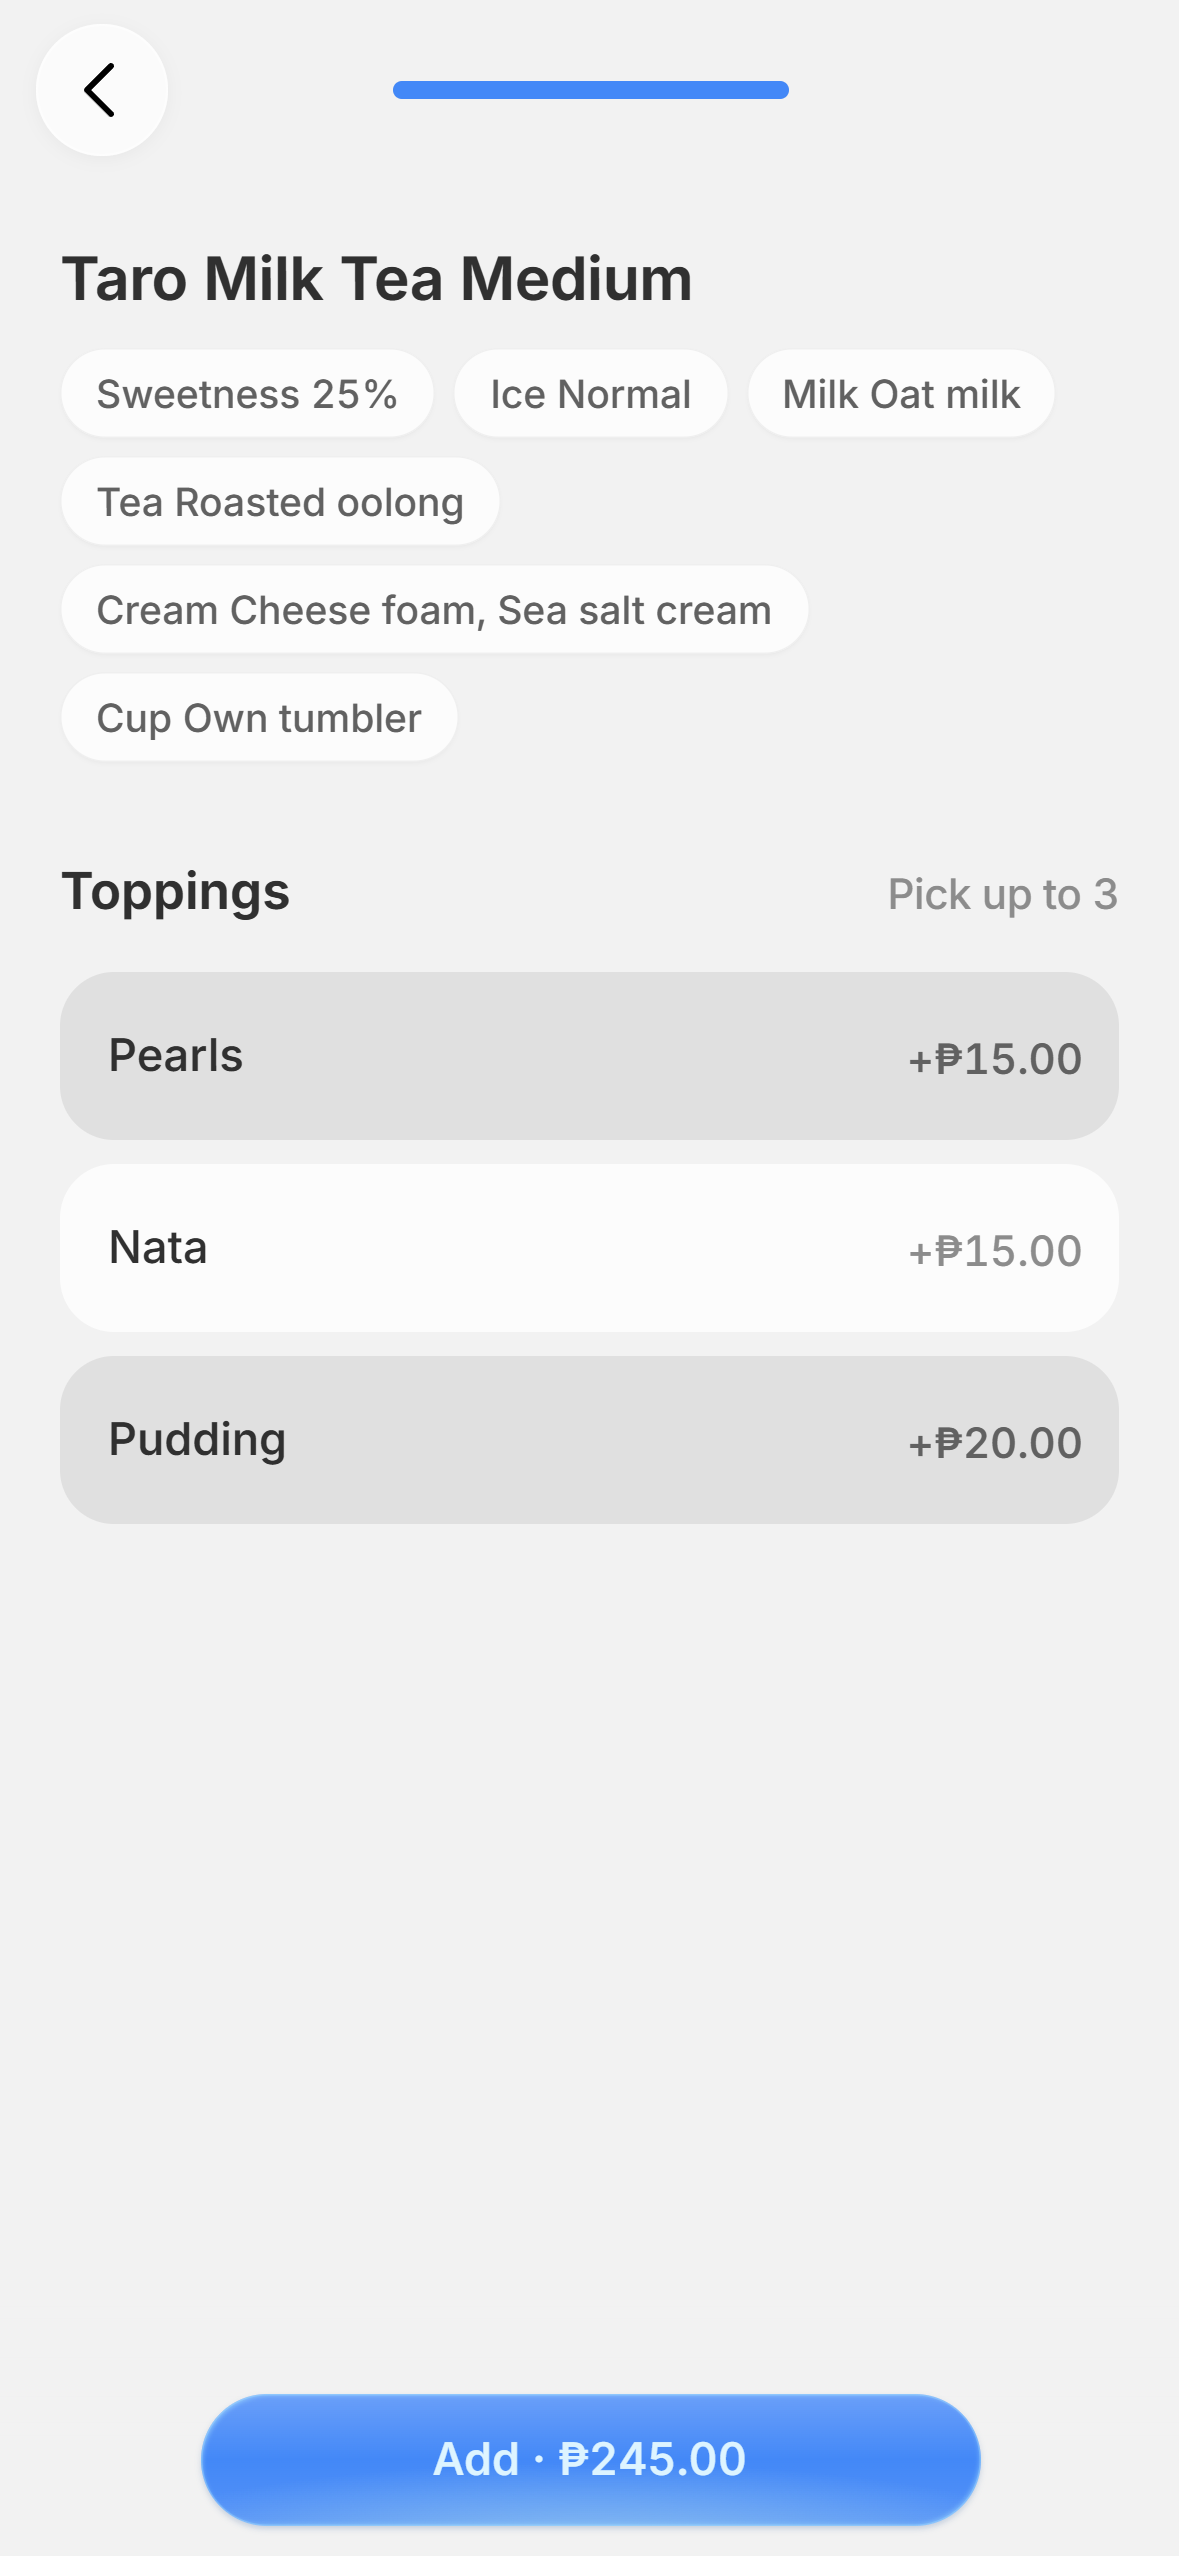 Taro Milk Tea Medium
Sweetness 25%
Ice Normal
Milk Oat milk
Tea Roasted oolong
Cream Cheese foam, Sea salt cream
Cup Own tumbler
Toppings
Pick up to 3
Pearls
+₱15.00
Nata
+₱15.00
Pudding
+₱20.00
Add · ₱245.00